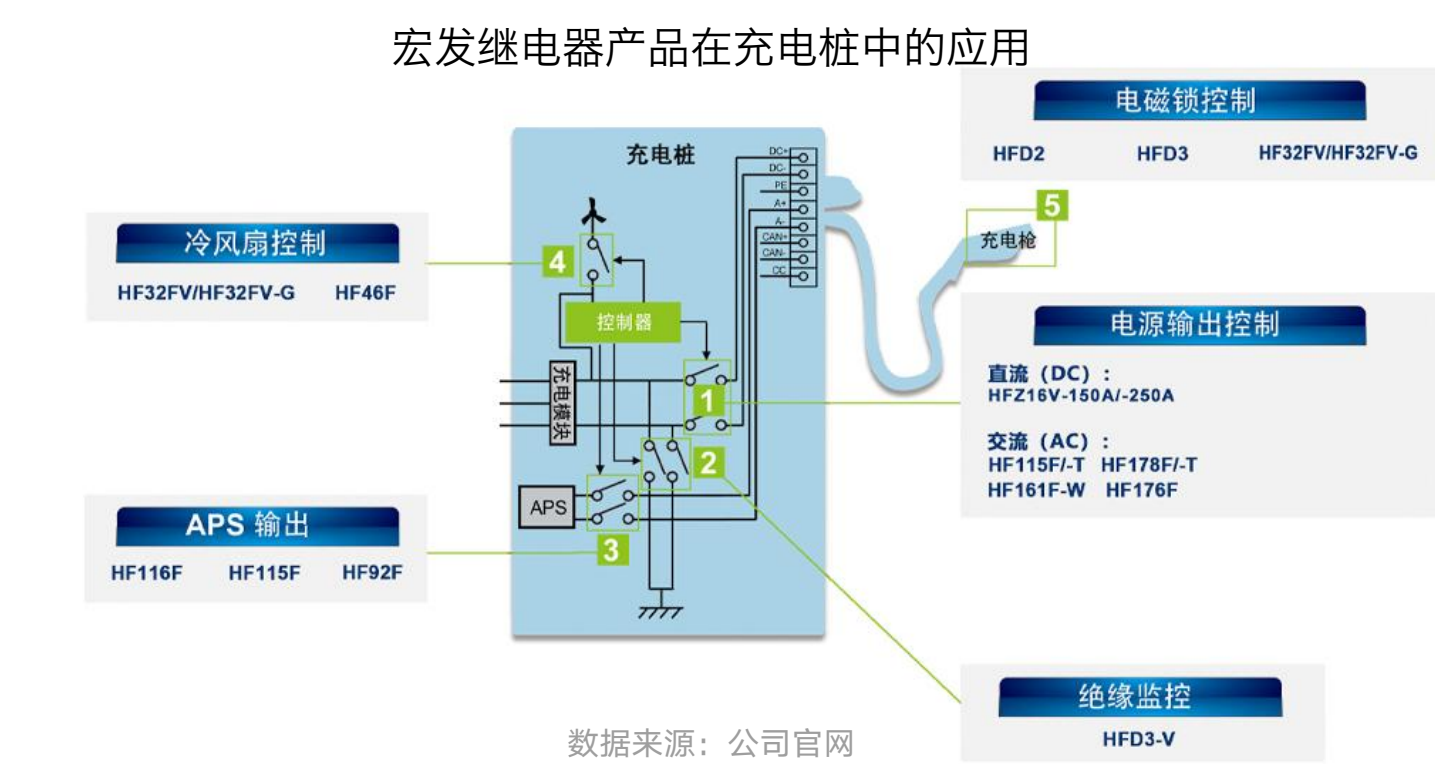 宏发继电器产品在充电桩中的应用
电磁锁控制
HFD2 HFD3 HF32FV/HF32FV-G
5
充电枪
充电桩
DC+
DC-
PE
A+
A-
CAN+
CAN-
CC
冷风扇控制
HF32FV/HF32FV-G HF46F
4
控制器
电源输出控制
直流（DC）：
HFZ16V-150A/-250A
交流（AC）：
HF115F/-T HF178F/-T
HF161F-W HF176F
充电模块
1
2
APS
3
APS 输出
HF116F HF115F HF92F
绝缘监控
HFD3-V
数据来源：公司官网